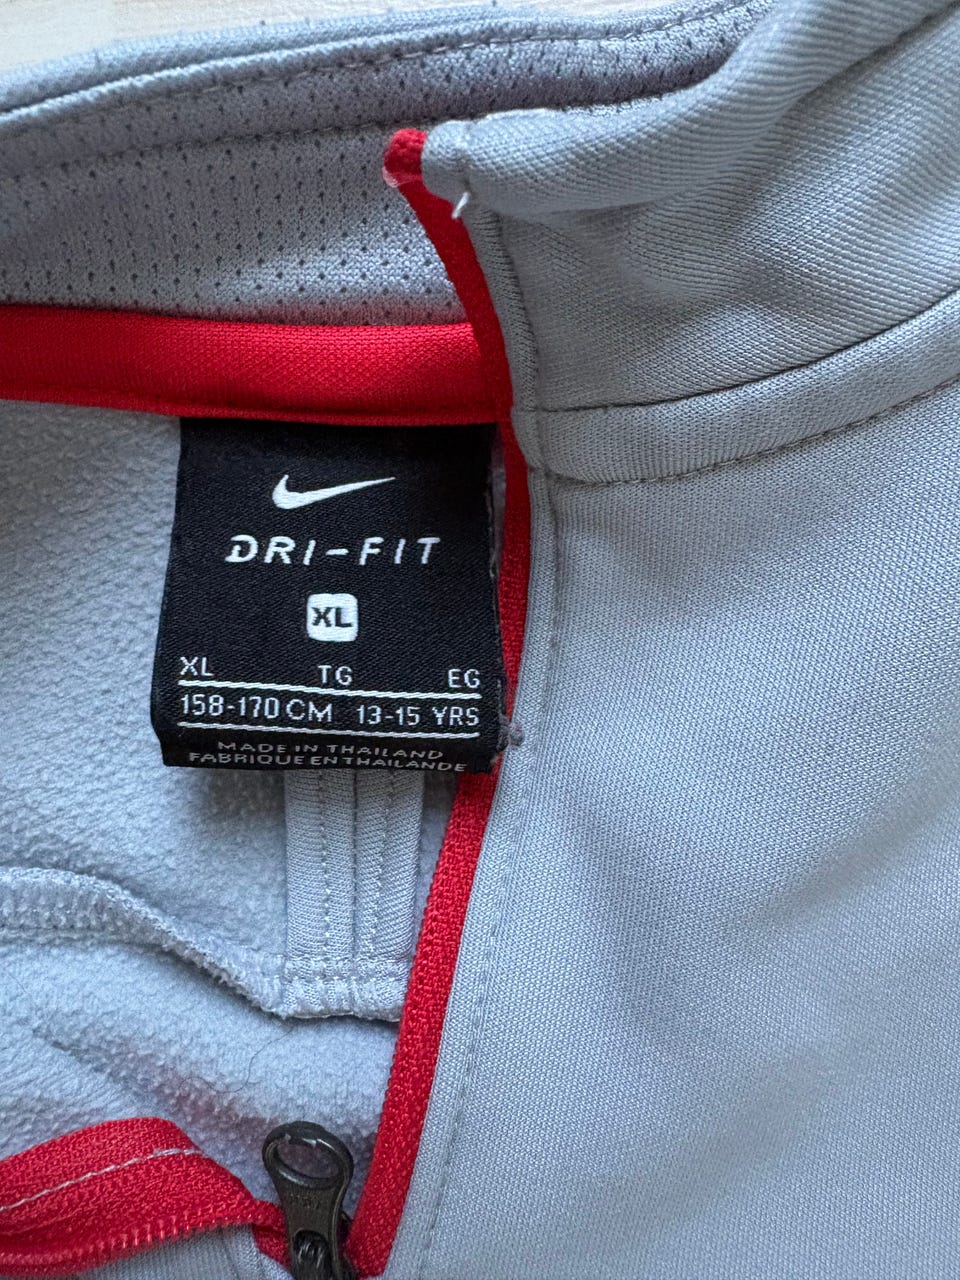 DRI-FIT
XL
XL TG EG
158-170 CM 13-15 YRS
MADE IN THAILAND
FABRIQUE EN THAILANDE